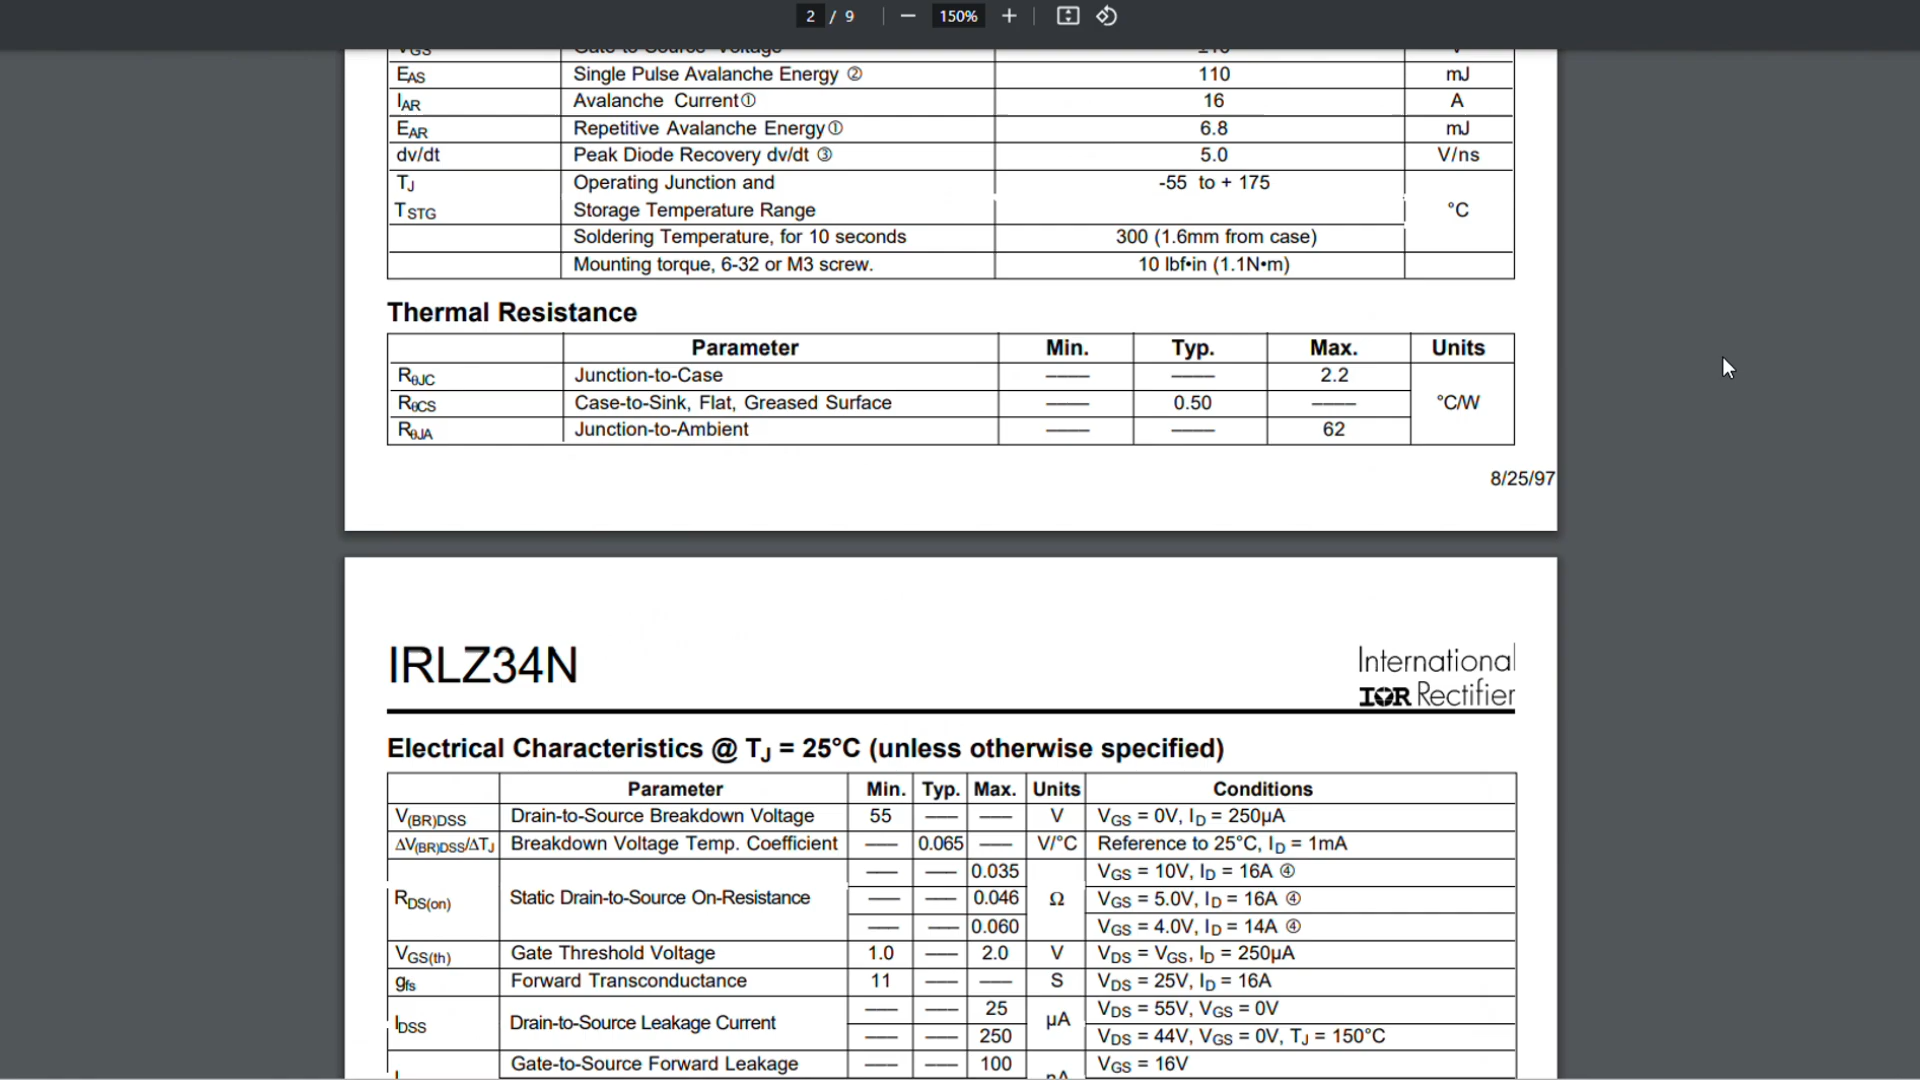 2 / 9 — 150% +
VGS Gate-to-Source Voltage ±16 V
EAS Single Pulse Avalanche Energy ② 110 mJ
IAR Avalanche Current① 16 A
EAR Repetitive Avalanche Energy① 6.8 mJ
dv/dt Peak Diode Recovery dv/dt ③ 5.0 V/ns
TJ Operating Junction and -55 to + 175
TSTG Storage Temperature Range °C
Soldering Temperature, for 10 seconds 300 (1.6mm from case)
Mounting torque, 6-32 or M3 screw. 10 lbf•in (1.1N•m)
Thermal Resistance
Parameter Min. Typ. Max. Units
RθJC Junction-to-Case –––– –––– 2.2
RθCS Case-to-Sink, Flat, Greased Surface –––– 0.50 –––– °C/W
RθJA Junction-to-Ambient –––– –––– 62
8/25/97
IRLZ34N
International
IOR Rectifier
Electrical Characteristics @ TJ = 25°C (unless otherwise specified)
Parameter Min. Typ. Max. Units Conditions
V(BR)DSS Drain-to-Source Breakdown Voltage 55 ––– ––– V VGS = 0V, ID = 250µA
ΔV(BR)DSS/ΔTJ Breakdown Voltage Temp. Coefficient ––– 0.065 ––– V/°C Reference to 25°C, ID = 1mA
––– ––– 0.035 VGS = 10V, ID = 16A ④
RDS(on) Static Drain-to-Source On-Resistance ––– ––– 0.046 Ω VGS = 5.0V, ID = 16A ④
––– ––– 0.060 VGS = 4.0V, ID = 14A ④
VGS(th) Gate Threshold Voltage 1.0 ––– 2.0 V VDS = VGS, ID = 250µA
gfs Forward Transconductance 11 ––– ––– S VDS = 25V, ID = 16A
––– ––– 25 VDS = 55V, VGS = 0V
IDSS Drain-to-Source Leakage Current ––– ––– 250 µA VDS = 44V, VGS = 0V, TJ = 150°C
Gate-to-Source Forward Leakage ––– ––– 100 nA VGS = 16V